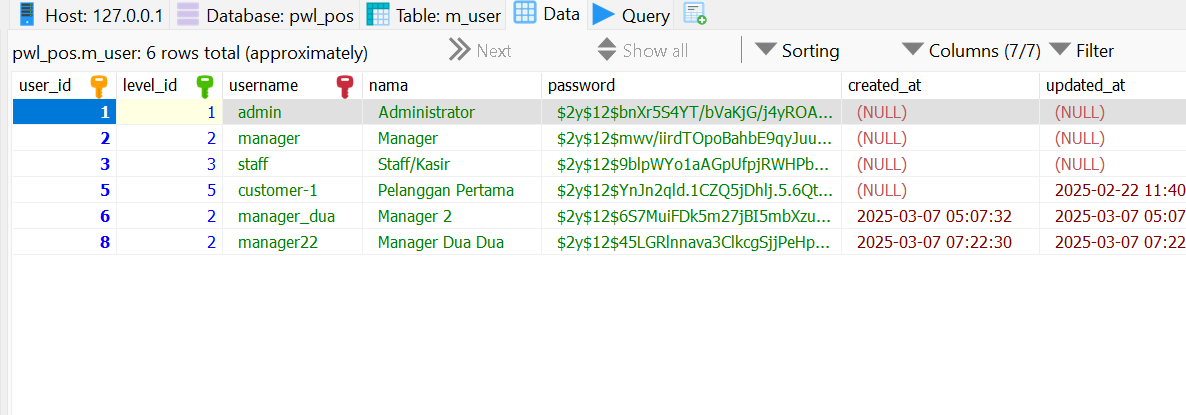 Host: 127.0.0.1 Database: pwl_pos Table: m_user Data Query
pwl_pos.m_user: 6 rows total (approximately) Next Show all Sorting Columns (7/7) Filter
user_id level_id username nama password created_at updated_at
1 1 admin Administrator $2y$12$bnXr5S4YT/bVaKjG/j4yROA... (NULL) (NULL)
2 2 manager Manager $2y$12$mwv/iirdTOpoBahbE9qyJuu... (NULL) (NULL)
3 3 staff Staff/Kasir $2y$12$9blpWYo1aAGpUfpjRWHPb... (NULL) (NULL)
5 5 customer-1 Pelanggan Pertama $2y$12$YnJn2qld.1CZQ5jDhlj.5.6Qt... (NULL) 2025-02-22 11:40
6 2 manager_dua Manager 2 $2y$12$6S7MuiFDk5m27jBI5mbXzu... 2025-03-07 05:07:32 2025-03-07 05:07
8 2 manager22 Manager Dua Dua $2y$12$45LGRlnnava3ClkcgSjjPeHp... 2025-03-07 07:22:30 2025-03-07 07:22